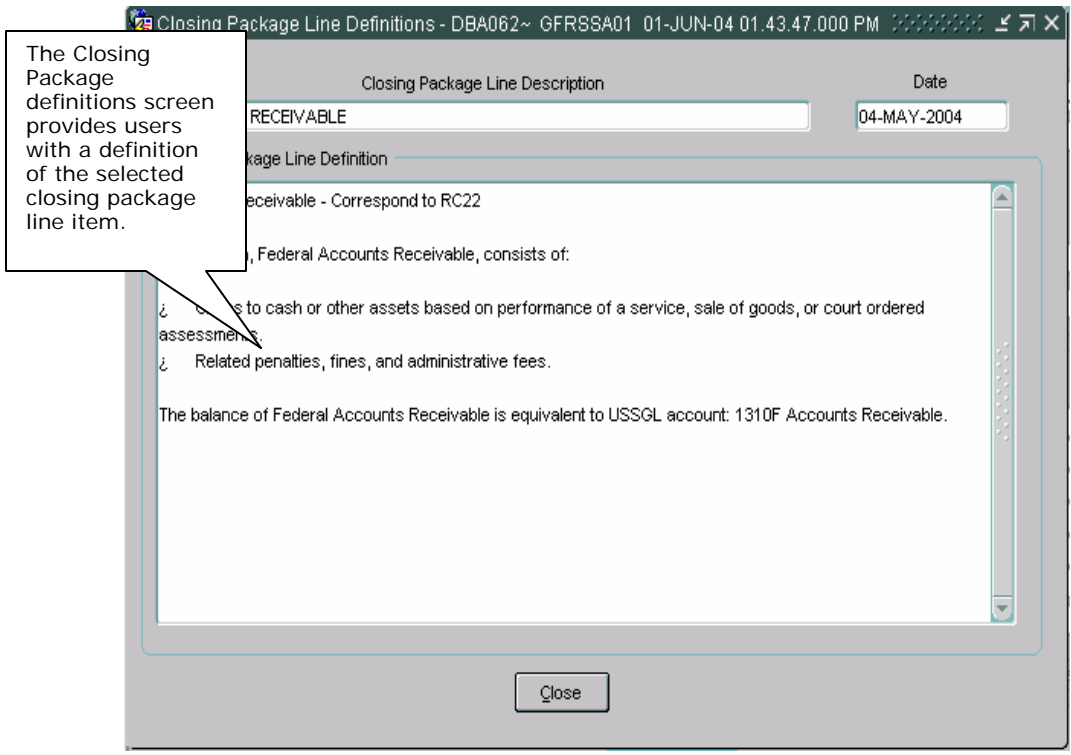 Closing Package Line Definitions - DBA062~ GFRSSA01 01-JUN-04 01.43.47.000 PM
The Closing
Package
definitions screen
provides users
with a definition
of the selected
closing package
line item.
Closing Package Line Description
Date
RECEIVABLE
04-MAY-2004
Line Definition
- Correspond to RC22
, Federal Accounts Receivable, consists of:
¿ to cash or other assets based on performance of a service, sale of goods, or court ordered
assessments.
¿ Related penalties, fines, and administrative fees.
The balance of Federal Accounts Receivable is equivalent to USSGL account: 1310F Accounts Receivable.
Close